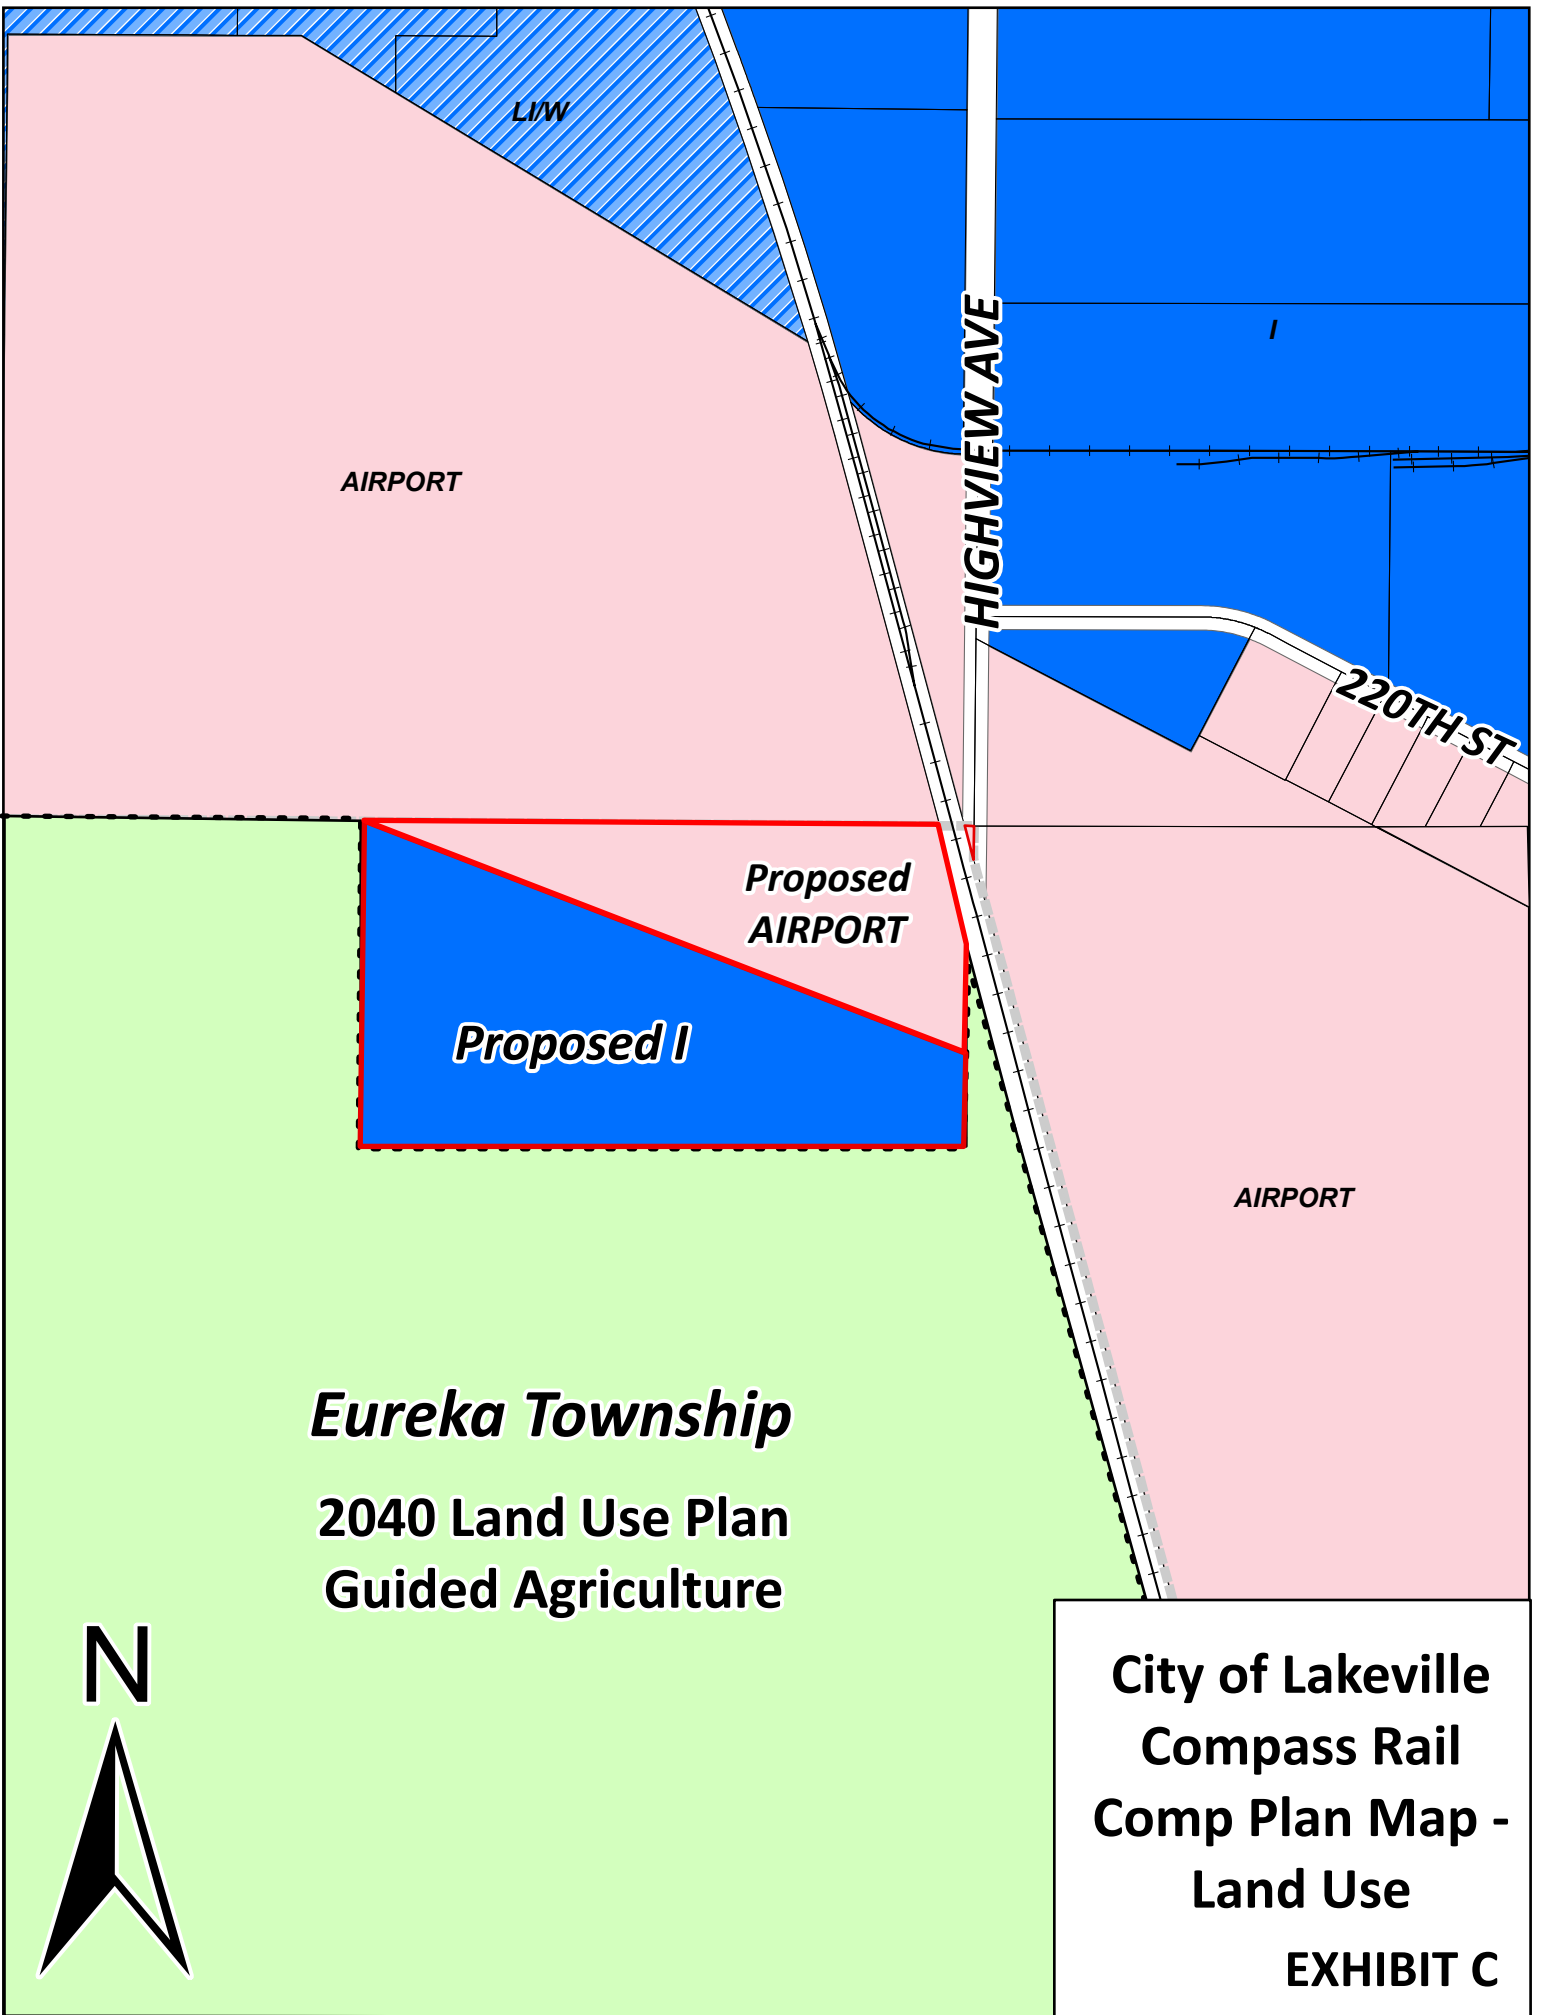 LI/W
HIGHVIEW AVE
I
AIRPORT
220TH ST
Proposed
AIRPORT
Proposed I
AIRPORT
Eureka Township
2040 Land Use Plan
Guided Agriculture
N
City of Lakeville
Compass Rail
Comp Plan Map -
Land Use
EXHIBIT C